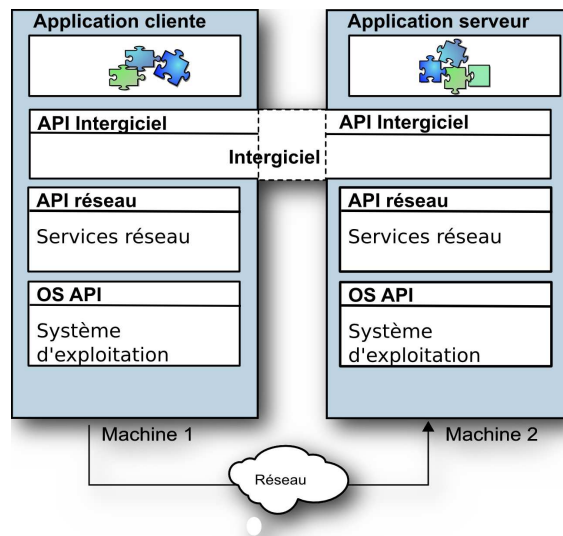 Application cliente
API Intergiciel
Intergiciel
API réseau
Services réseau
OS API
Système
d'exploitation
Machine 1
Application serveur
API Intergiciel
API réseau
Services réseau
OS API
Système
d'exploitation
Machine 2
Réseau